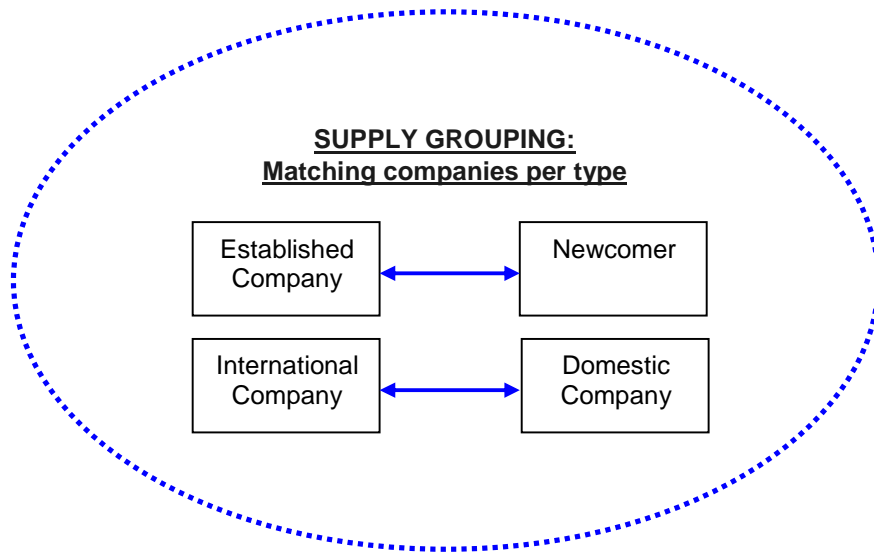 SUPPLY GROUPING:
Matching companies per type
Established
Company
Newcomer
International
Company
Domestic
Company